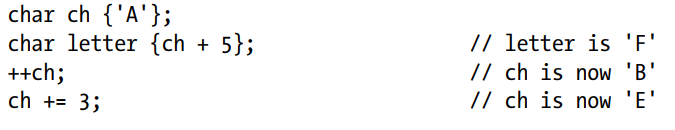 char ch {'A'};
char letter {ch + 5}; // letter is 'F'
++ch; // ch is now 'B'
ch += 3; // ch is now 'E'